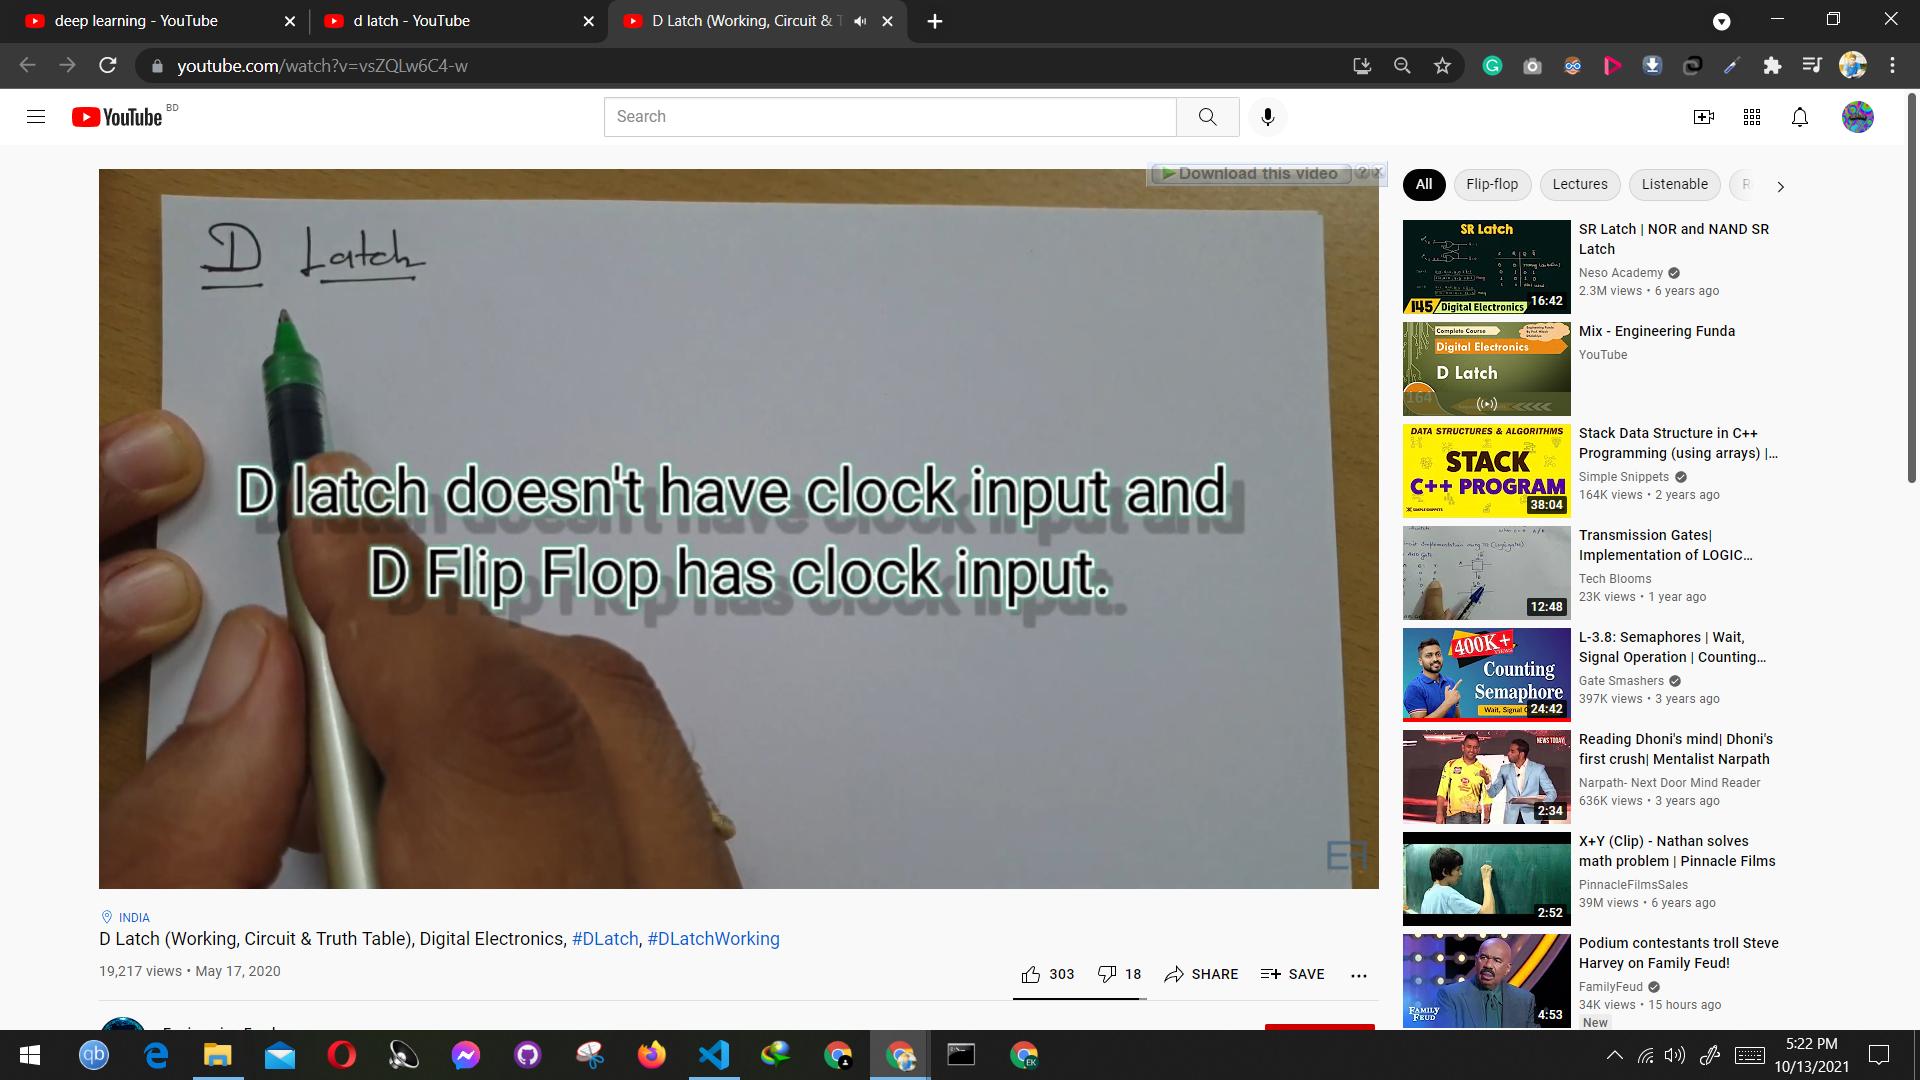 deep learning - YouTube
d latch - YouTube
D Latch (Working, Circuit &
youtube.com/watch?v=vsZQLw6C4-w
YouTube BD
Search
Download this video ? x
D Latch
D latch doesn't have clock input and
D Flip Flop has clock input.
INDIA
D Latch (Working, Circuit & Truth Table), Digital Electronics, #DLatch, #DLatchWorking
19,217 views • May 17, 2020
303 18 SHARE SAVE
All Flip-flop Lectures Listenable
SR Latch
145 Digital Electronics
16:42
SR Latch | NOR and NAND SR
Latch
Neso Academy
2.3M views • 6 years ago
Complete Course
Digital Electronics
D Latch
164
Mix - Engineering Funda
YouTube
DATA STRUCTURES & ALGORITHMS
STACK
C++ PROGRAM
38:04
Stack Data Structure in C++
Programming (using arrays) |...
Simple Snippets
164K views • 2 years ago
12:48
Transmission Gates|
Implementation of LOGIC...
Tech Blooms
23K views • 1 year ago
400K+
Counting
Semaphore
24:42
L-3.8: Semaphores | Wait,
Signal Operation | Counting...
Gate Smashers
397K views • 3 years ago
NEWS TODAY
2:34
Reading Dhoni's mind| Dhoni's
first crush| Mentalist Narpath
Narpath- Next Door Mind Reader
636K views • 3 years ago
2:52
X+Y (Clip) - Nathan solves
math problem | Pinnacle Films
PinnacleFilmsSales
39M views • 6 years ago
FAMILY
FEUD
4:53
Podium contestants troll Steve
Harvey on Family Feud!
FamilyFeud
34K views • 15 hours ago
New
qb
EK
5:22 PM
10/13/2021